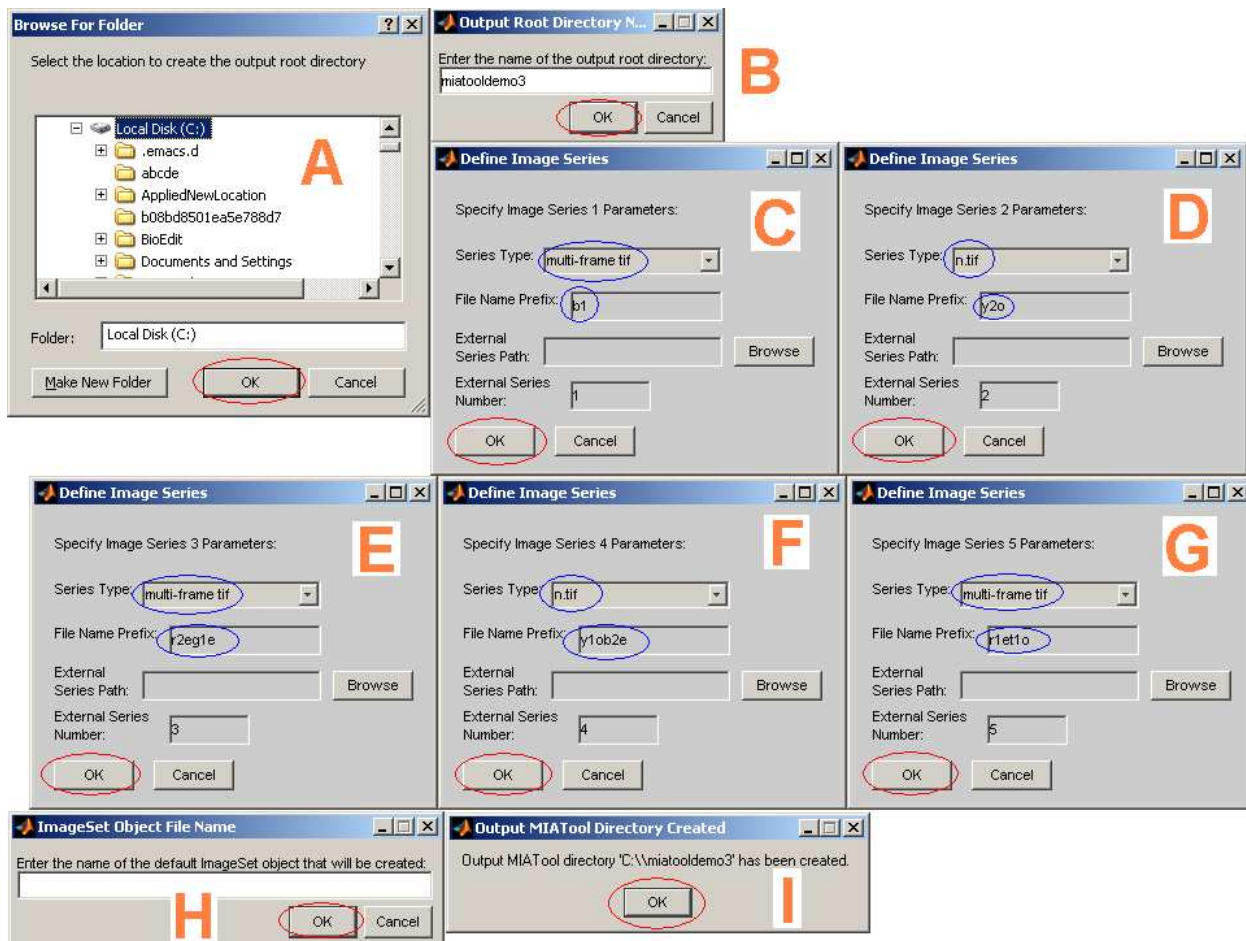 Browse For Folder
Select the location to create the output root directory
Local Disk (C:)
.emacs.d
abcde
AppliedNewLocation
b08bd8501ea5e788d7
BioEdit
Documents and Settings
Folder: Local Disk (C:)
Make New Folder OK Cancel
A
Output Root Directory N...
Enter the name of the output root directory:
miatooldemo3
OK Cancel
B
Define Image Series
Specify Image Series 1 Parameters:
Series Type: multi-frame tif
File Name Prefix: b1
External
Series Path: Browse
External Series
Number: 1
OK Cancel
C
Define Image Series
Specify Image Series 2 Parameters:
Series Type: n.tif
File Name Prefix: y2o
External
Series Path: Browse
External Series
Number: 2
OK Cancel
D
Define Image Series
Specify Image Series 3 Parameters:
Series Type: multi-frame tif
File Name Prefix: r2eg1e
External
Series Path: Browse
External Series
Number: 3
OK Cancel
E
Define Image Series
Specify Image Series 4 Parameters:
Series Type: n.tif
File Name Prefix: y1ob2e
External
Series Path: Browse
External Series
Number: 4
OK Cancel
F
Define Image Series
Specify Image Series 5 Parameters:
Series Type: multi-frame tif
File Name Prefix: r1et1o
External
Series Path: Browse
External Series
Number: 5
OK Cancel
G
ImageSet Object File Name
Enter the name of the default ImageSet object that will be created:
OK Cancel
H
Output MIATool Directory Created
Output MIATool directory 'C:\\miatooldemo3' has been created.
OK
I